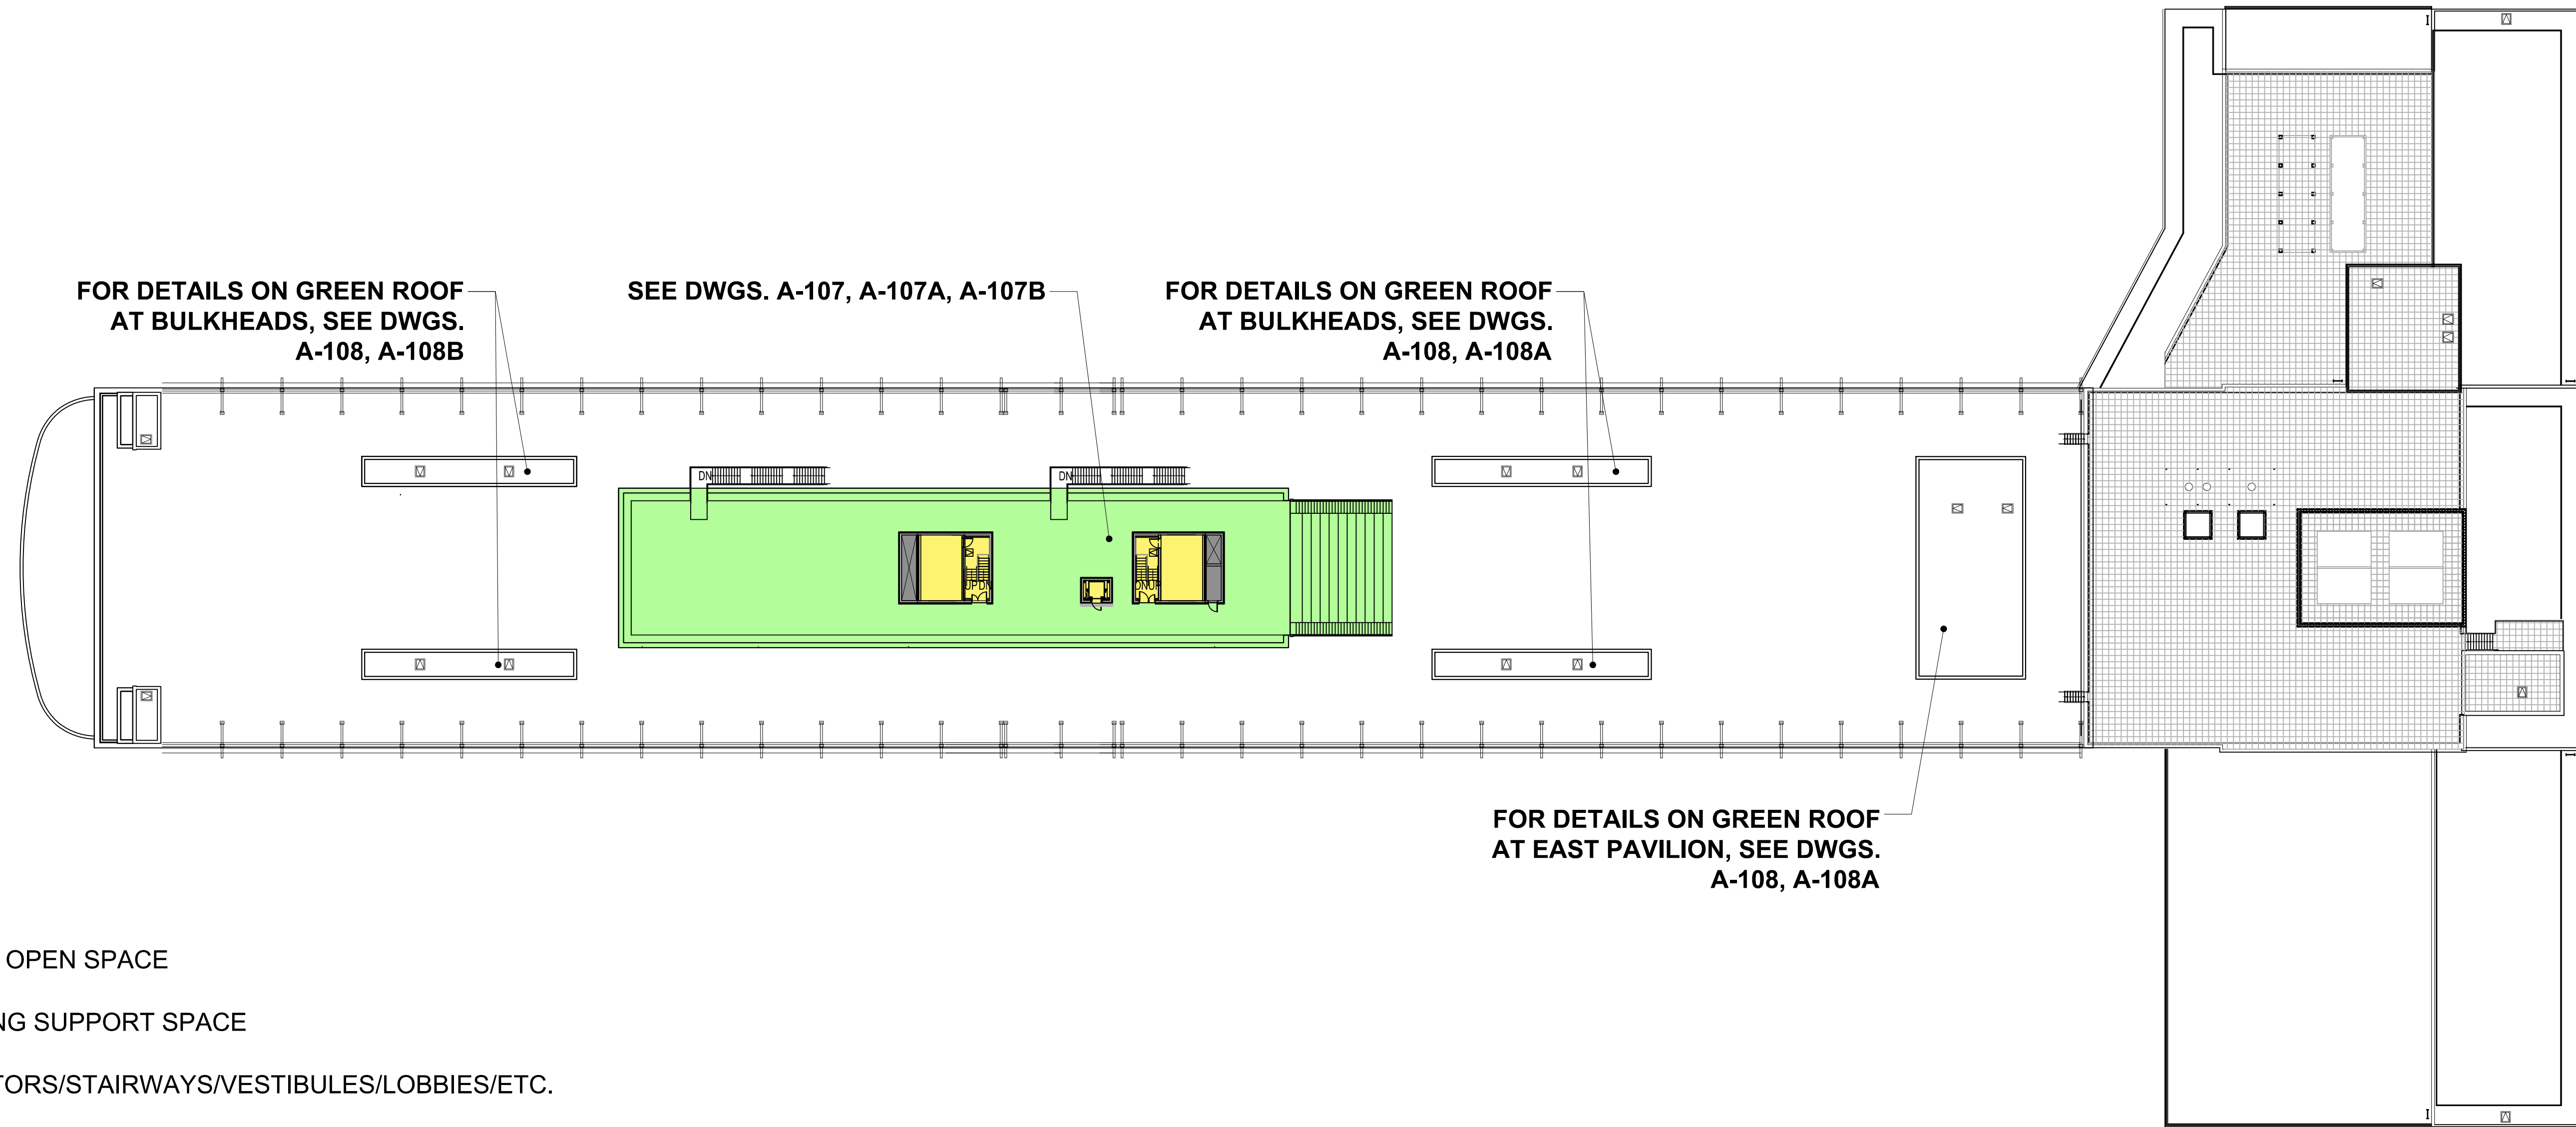 FOR DETAILS ON GREEN ROOF
AT BULKHEADS, SEE DWGS.
A-108, A-108B
SEE DWGS. A-107, A-107A, A-107B
FOR DETAILS ON GREEN ROOF
AT BULKHEADS, SEE DWGS.
A-108, A-108A
DN
DN
UP DN
DN UP
FOR DETAILS ON GREEN ROOF
AT EAST PAVILION, SEE DWGS.
A-108, A-108A
OPEN SPACE
NG SUPPORT SPACE
TORS/STAIRWAYS/VESTIBULES/LOBBIES/ETC.